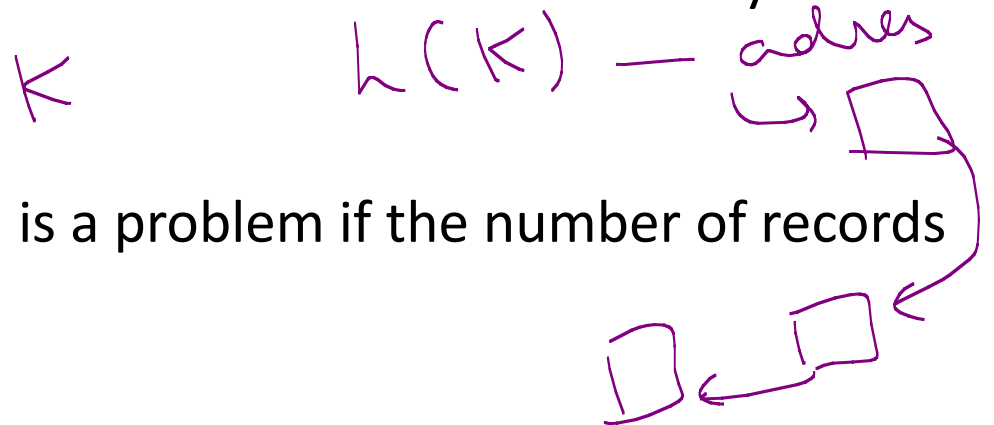 K h(K) — adres
is a problem if the number of records